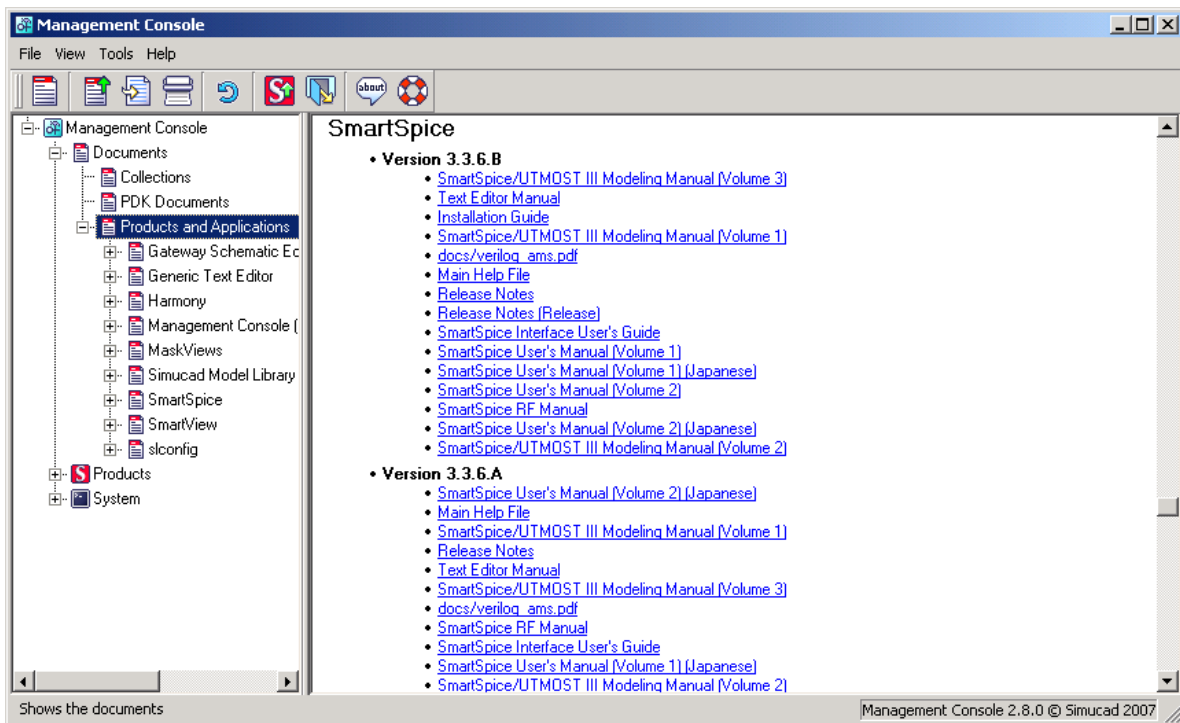 Management Console
File View Tools Help
about
Management Console
Documents
Collections
PDK Documents
Products and Applications
Gateway Schematic Ec
Generic Text Editor
Harmony
Management Console (
MaskViews
Simucad Model Library
SmartSpice
SmartView
slconfig
Products
System
SmartSpice
• Version 3.3.6.B
• SmartSpice/UTMOST III Modeling Manual (Volume 3)
• Text Editor Manual
• Installation Guide
• SmartSpice/UTMOST III Modeling Manual (Volume 1)
• docs/verilog_ams.pdf
• Main Help File
• Release Notes
• Release Notes (Release)
• SmartSpice Interface User's Guide
• SmartSpice User's Manual (Volume 1)
• SmartSpice User's Manual (Volume 1) (Japanese)
• SmartSpice User's Manual (Volume 2)
• SmartSpice RF Manual
• SmartSpice User's Manual (Volume 2) (Japanese)
• SmartSpice/UTMOST III Modeling Manual (Volume 2)
• Version 3.3.6.A
• SmartSpice User's Manual (Volume 2) (Japanese)
• Main Help File
• SmartSpice/UTMOST III Modeling Manual (Volume 1)
• Release Notes
• Text Editor Manual
• SmartSpice/UTMOST III Modeling Manual (Volume 3)
• docs/verilog_ams.pdf
• SmartSpice RF Manual
• SmartSpice Interface User's Guide
• SmartSpice User's Manual (Volume 1) (Japanese)
• SmartSpice/UTMOST III Modeling Manual (Volume 2)
Shows the documents
Management Console 2.8.0 © Simucad 2007